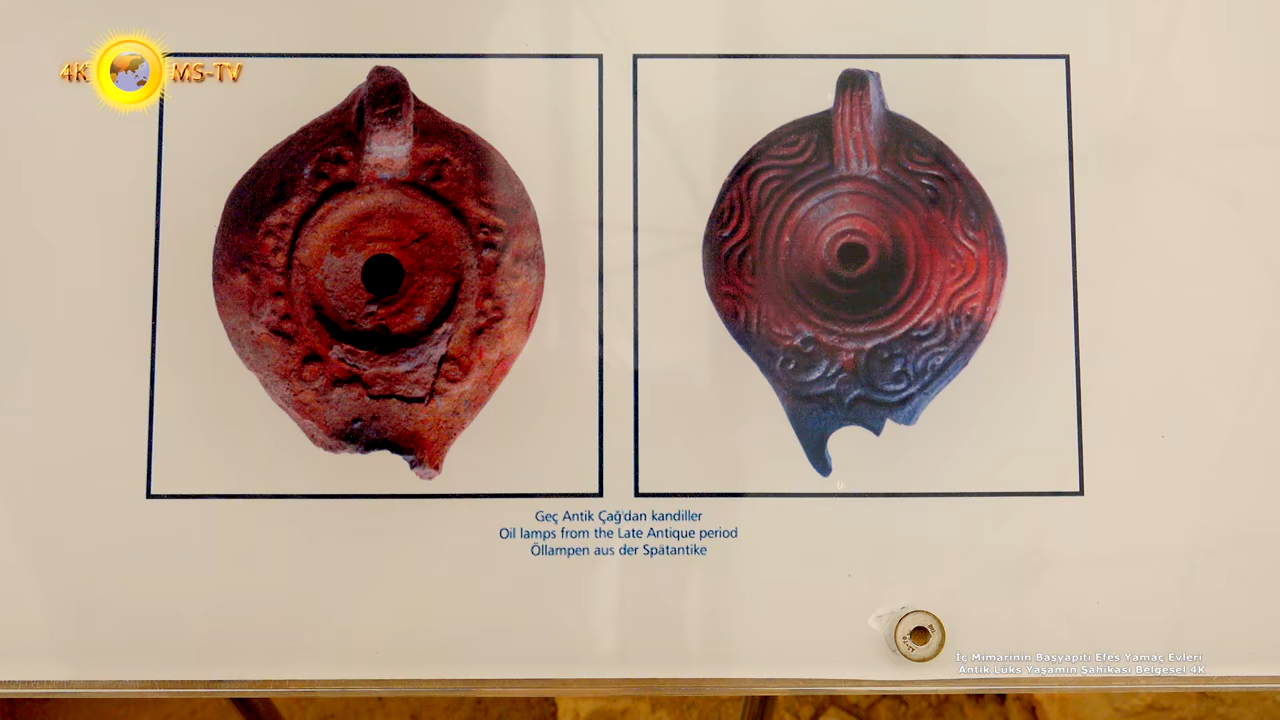 4K MS-TV
Geç Antik Çağ'dan kandiller
Oil lamps from the Late Antique period
Öllampen aus der Spätantike
İç Mimarinin Başyapıtı Efes Yamaç Evleri
Antik Lüks Yaşamın Şahikası Belgesel 4K